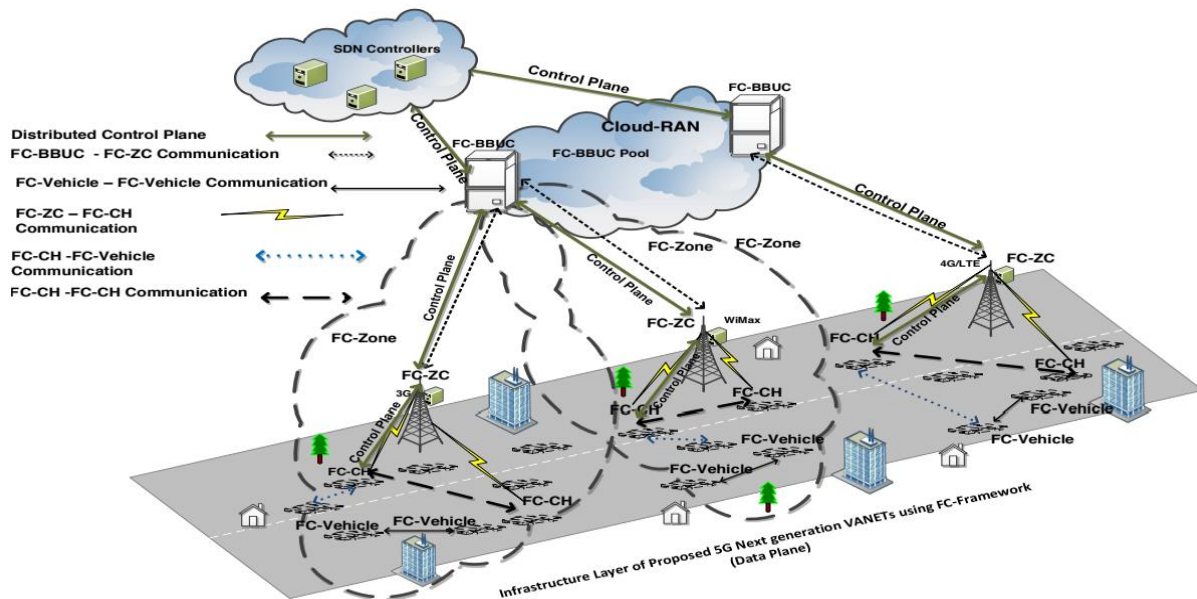 SDN Controllers
Control Plane
FC-BBUC
Cloud-RAN
FC-BBUC Pool
Control Plane
FC-BBUC
Distributed Control Plane
FC-BBUC - FC-ZC Communication
FC-Vehicle – FC-Vehicle Communication
FC-ZC – FC-CH
Communication
FC-CH -FC-Vehicle
Communication
FC-CH -FC-CH Communication
Control Plane
Control Plane
Control Plane
FC-Zone
FC-Zone
FC-Zone
4G/LTE
FC-ZC
FC-ZC
WiMax
FC-CH
Control Plane
FC-CH
FC-ZC
3G
FC-CH
Control Plane
FC-CH
FC-Vehicle
Control Plane
FC-CH
FC-CH
FC-Vehicle
FC-Vehicle
FC-Vehicle
FC-Vehicle
Infrastructure Layer of Proposed 5G Next generation VANETs using FC-Framework
(Data Plane)